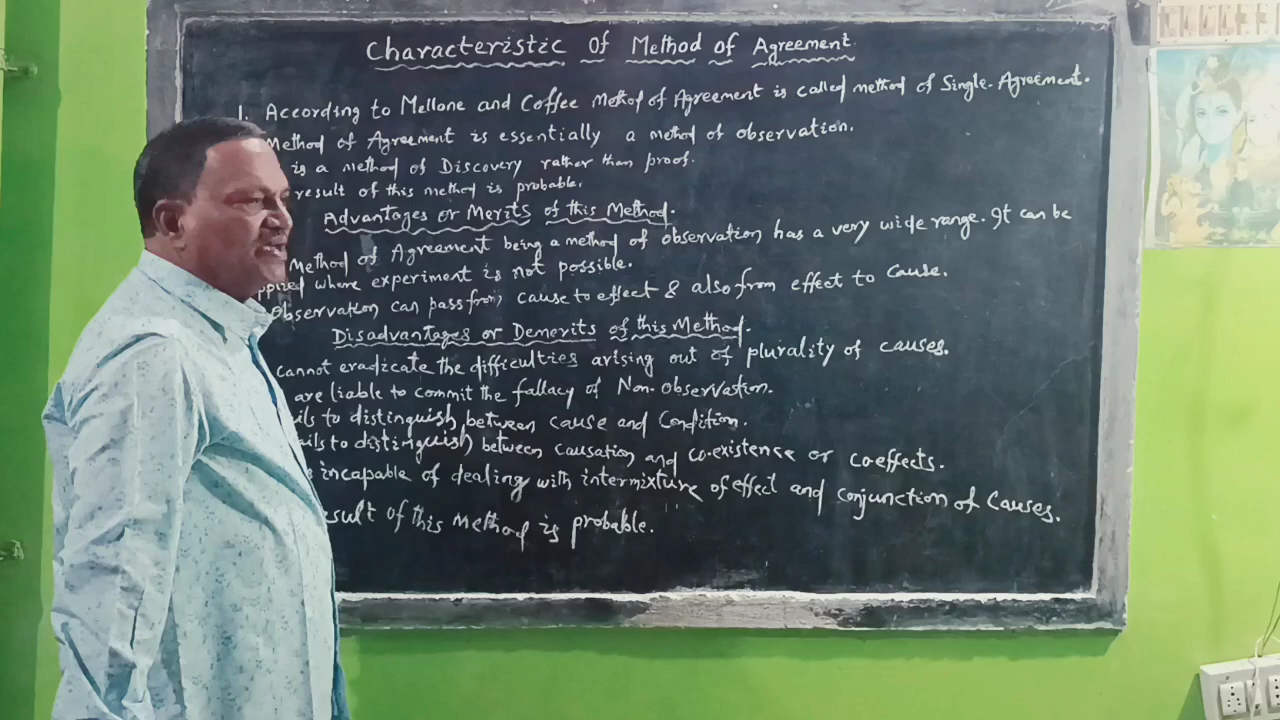 Characteristic of Method of Agreement
1. According to Mellone and Coffee Method of Agreement is called method of Single-Agreement.
Method of Agreement is essentially a method of observation.
is a method of Discovery rather than proof.
result of this method is probable.
Advantages or Merits of this Method.
Method of Agreement being a method of observation has a very wide range. It can be
where experiment is not possible.
Observation can pass from cause to effect & also from effect to cause.
Disadvantages or Demerits of this Method.
cannot eradicate the difficulties arising out of plurality of causes.
are liable to commit the fallacy of Non-observation.
ils to distinguish between cause and Condition.
ails to distinguish between causation and co-existence or co-effects.
incapable of dealing with intermixture of effect and conjunction of Causes.
sult of this Method is probable.